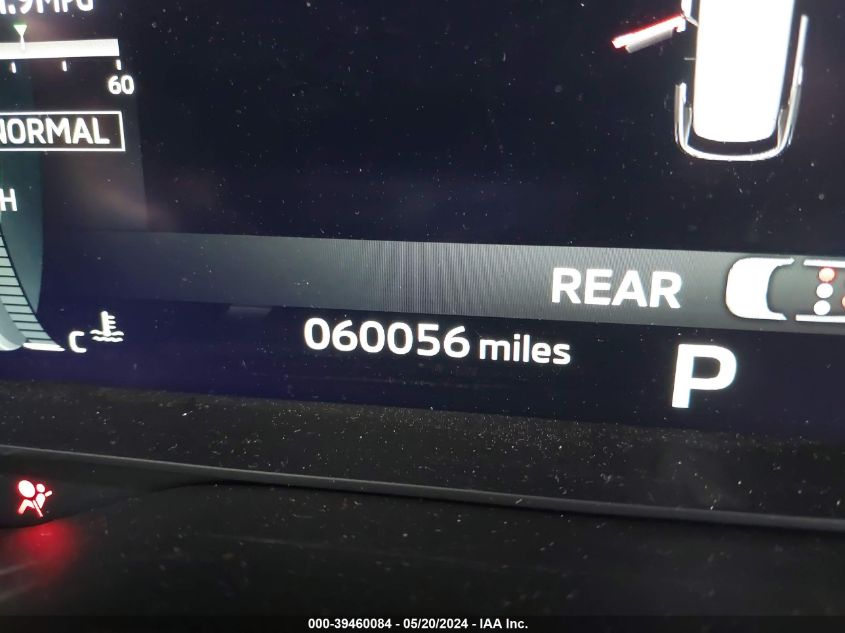 60
NORMAL
H
REAR
060056 miles
P
C
000-39460084 - 05/20/2024 - IAA Inc.